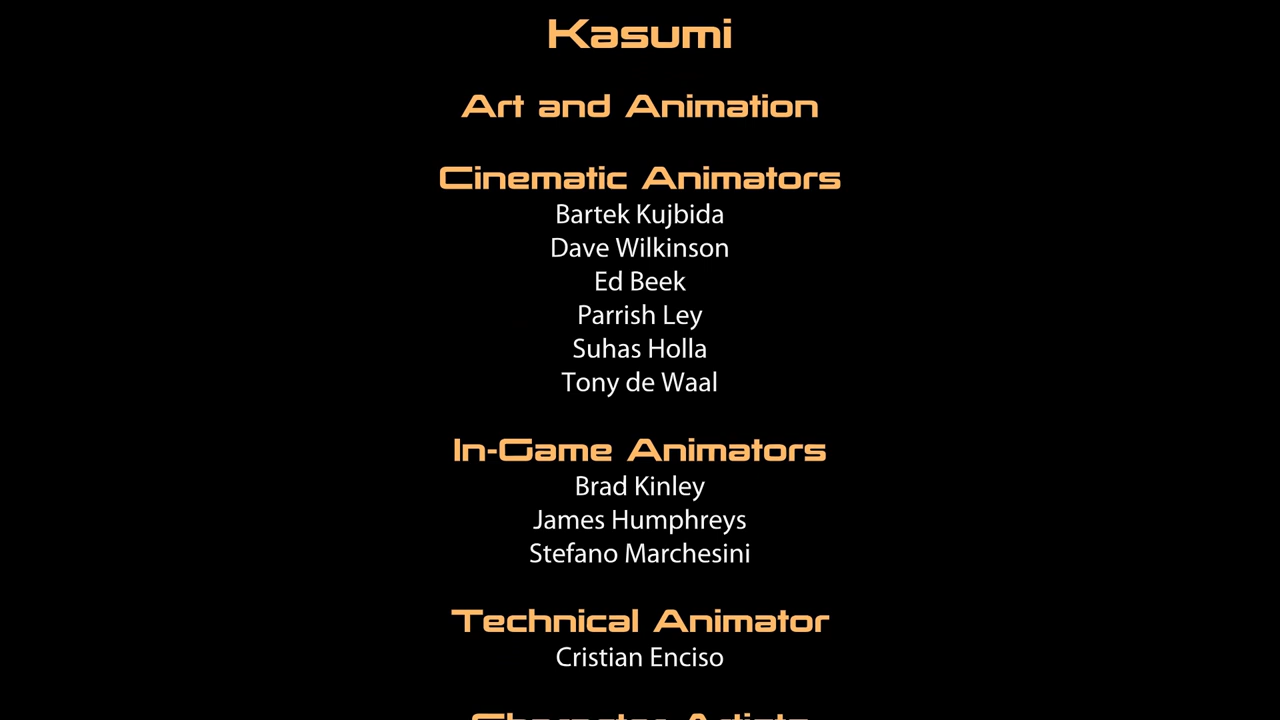 Kasumi
Art and Animation
Cinematic Animators
Bartek Kujbida
Dave Wilkinson
Ed Beek
Parrish Ley
Suhas Holla
Tony de Waal
In-Game Animators
Brad Kinley
James Humphreys
Stefano Marchesini
Technical Animator
Cristian Enciso
Character Artists